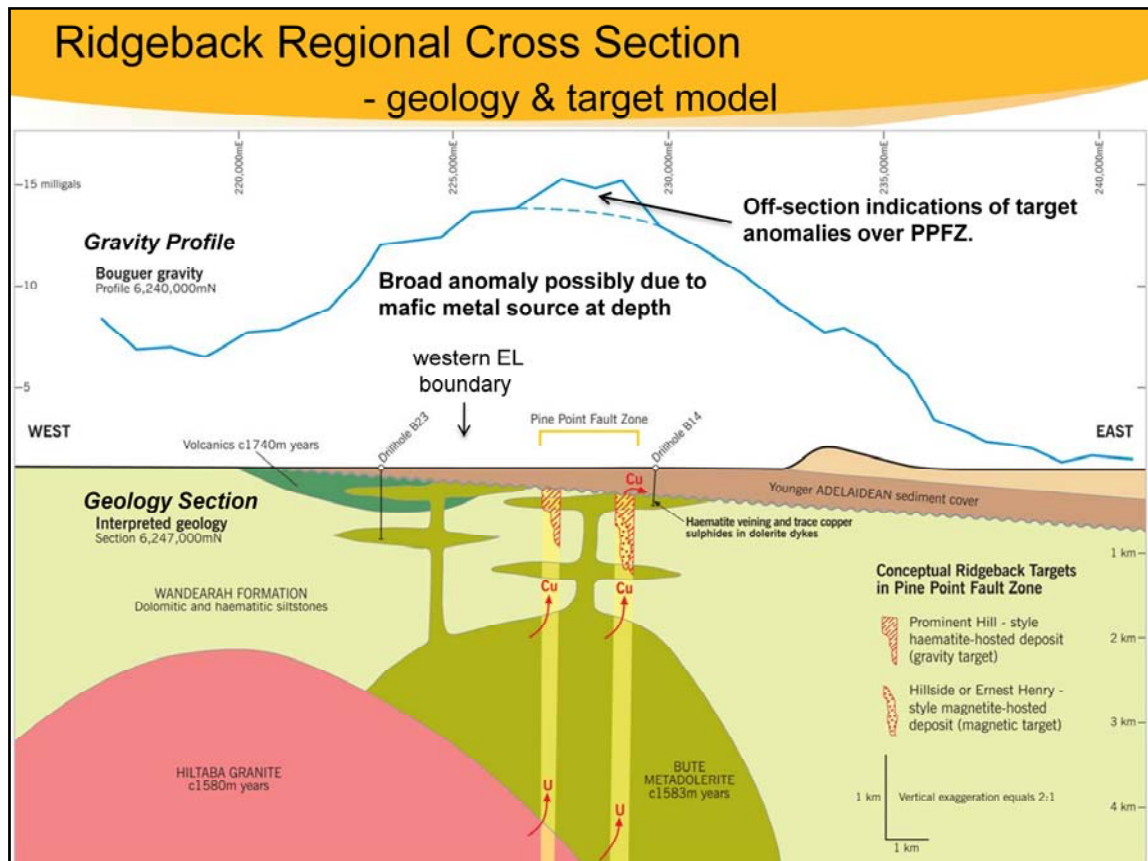 Ridgeback Regional Cross Section
- geology & target model
220,000mE
225,000mE
230,000mE
235,000mE
240,000mE
15 milligals
Gravity Profile
Bouguer gravity
Profile 6,240,000mN
Off-section indications of target
anomalies over PPFZ.
10
Broad anomaly possibly due to
mafic metal source at depth
western EL
boundary
5
WEST
EAST
Volcanics c1740m years
Drillhole B23
Pine Point Fault Zone
Drillhole B14
Cu
Younger ADELAIDEAN sediment cover
Geology Section
Interpreted geology
Section 6,247,000mN
Haematite veining and trace copper
sulphides in dolerite dykes
1 km
WANDEARAH FORMATION
Dolomitic and haematitic siltstones
Cu
Cu
Conceptual Ridgeback Targets
in Pine Point Fault Zone
Prominent Hill - style
haematite-hosted deposit
(gravity target)
2 km
Hillside or Ernest Henry -
style magnetite-hosted
deposit (magnetic target)
3 km
HILTABA GRANITE
c1580m years
BUTE
METADOLERITE
c1583m years
U
U
1 km
Vertical exaggeration equals 2:1
4 km
1 km